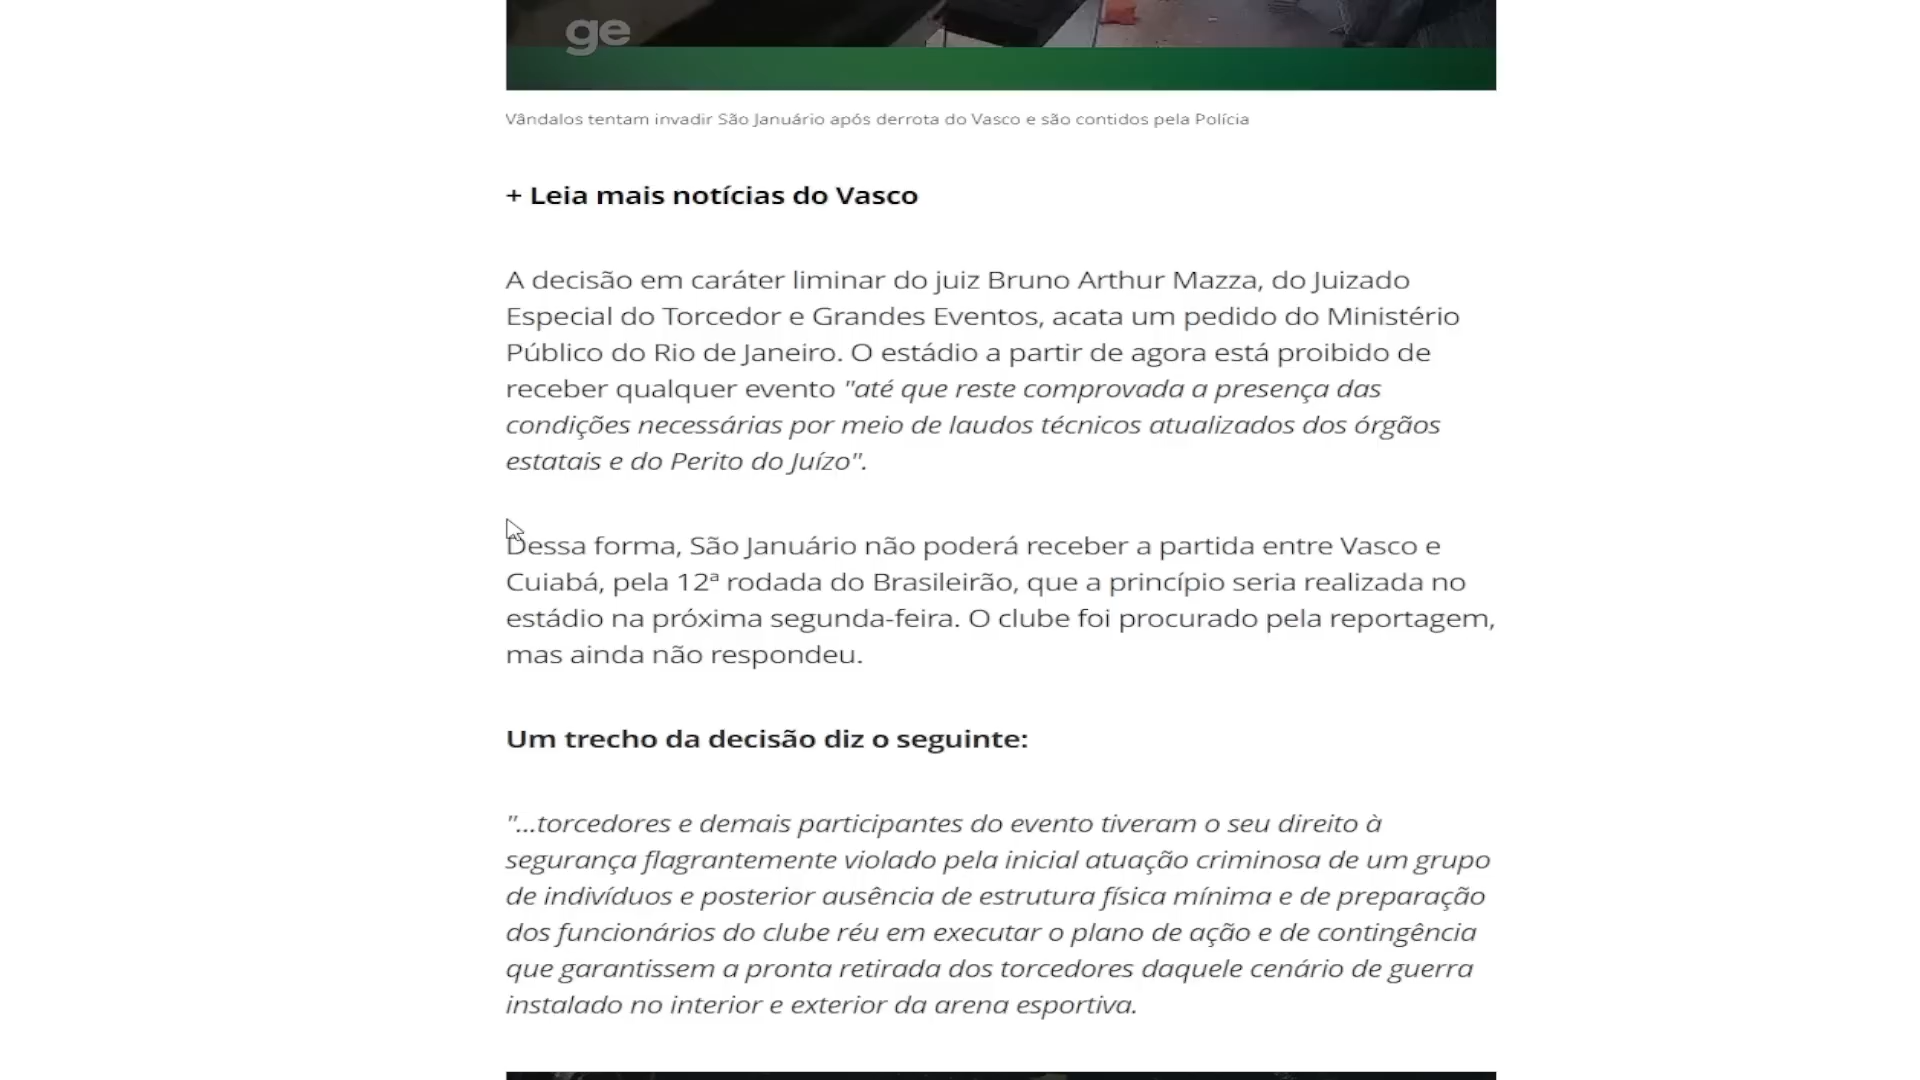 ge
Vândalos tentam invadir São Januário após derrota do Vasco e são contidos pela Polícia
+ Leia mais notícias do Vasco
A decisão em caráter liminar do juiz Bruno Arthur Mazza, do Juizado
Especial do Torcedor e Grandes Eventos, acata um pedido do Ministério
Público do Rio de Janeiro. O estádio a partir de agora está proibido de
receber qualquer evento "até que reste comprovada a presença das
condições necessárias por meio de laudos técnicos atualizados dos órgãos
estatais e do Perito do Juízo".
Dessa forma, São Januário não poderá receber a partida entre Vasco e
Cuiabá, pela 12ª rodada do Brasileirão, que a princípio seria realizada no
estádio na próxima segunda-feira. O clube foi procurado pela reportagem,
mas ainda não respondeu.
Um trecho da decisão diz o seguinte:
"...torcedores e demais participantes do evento tiveram o seu direito à
segurança flagrantemente violado pela inicial atuação criminosa de um grupo
de indivíduos e posterior ausência de estrutura física mínima e de preparação
dos funcionários do clube réu em executar o plano de ação e de contingência
que garantissem a pronta retirada dos torcedores daquele cenário de guerra
instalado no interior e exterior da arena esportiva.